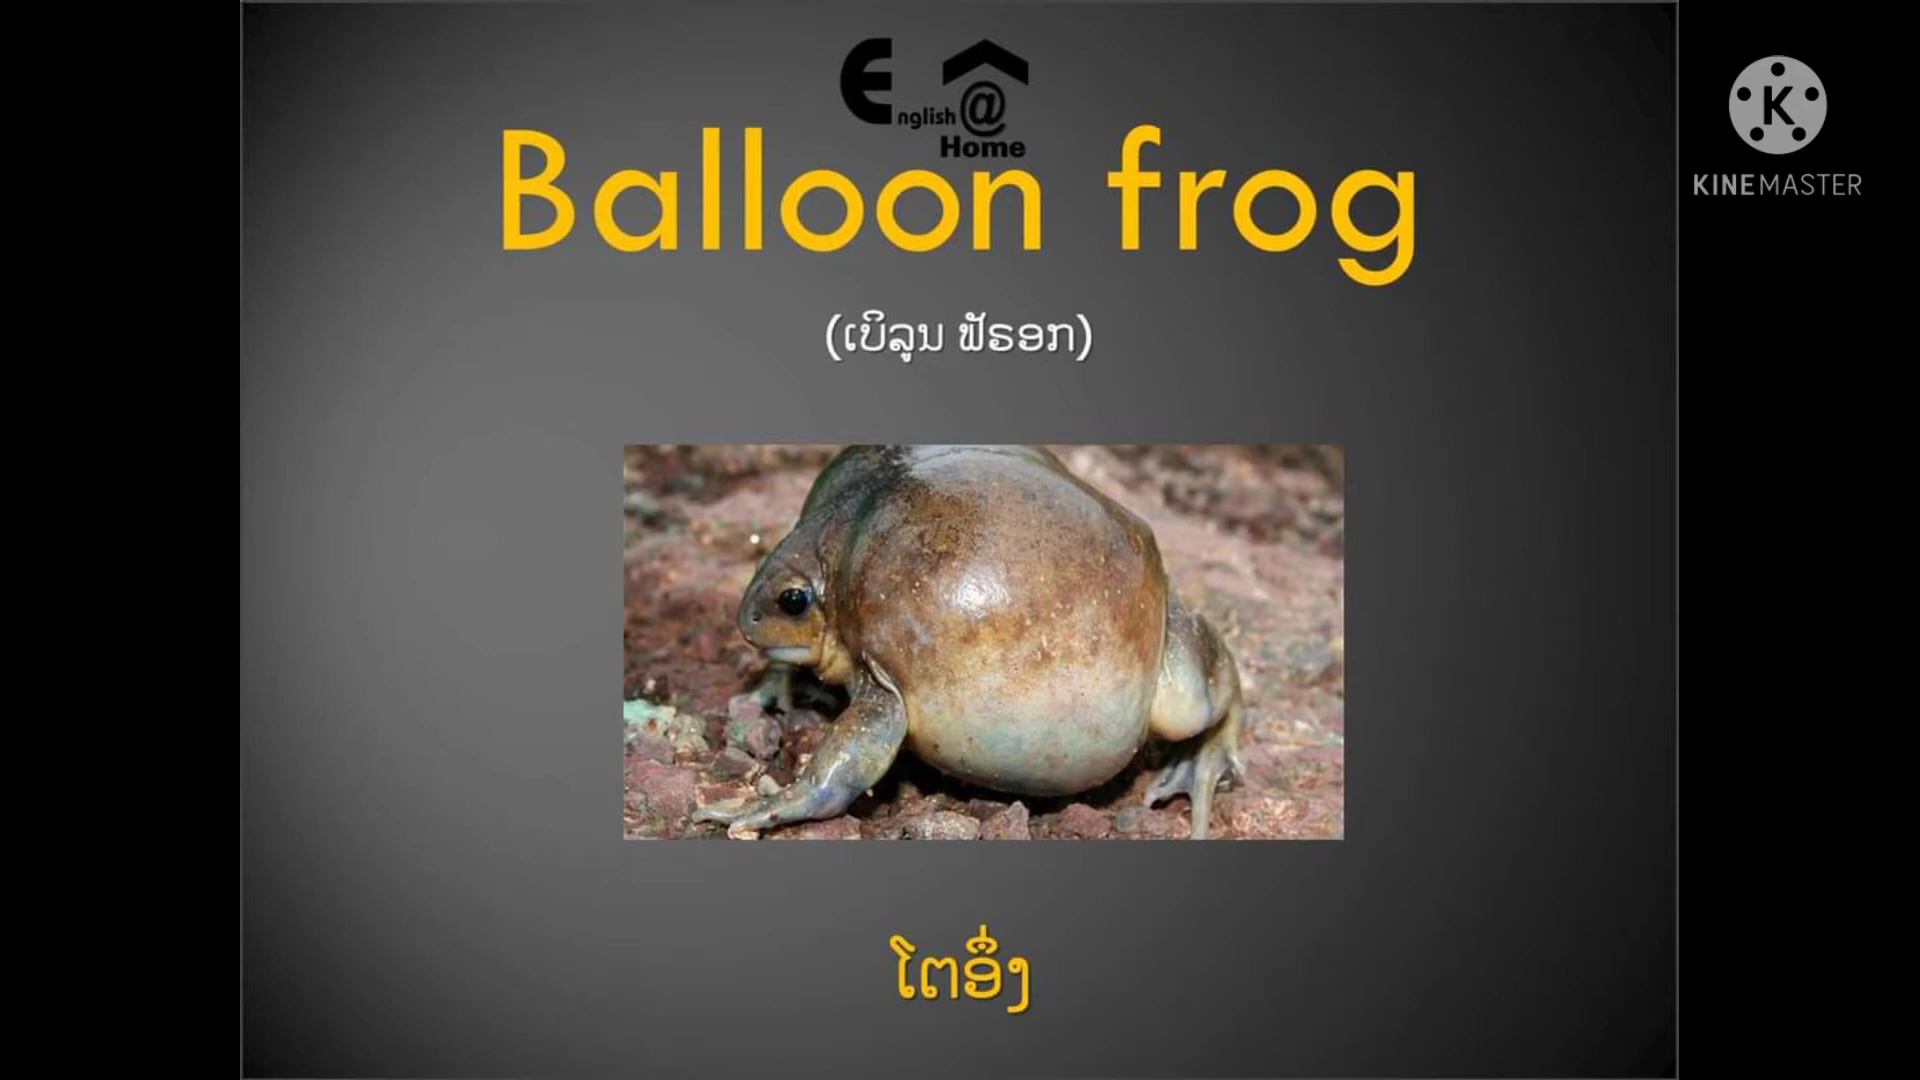 English@
Home
Balloon frog
(ເບິລູນ ຟັຣອກ)
ໂຕອຶ່ງ
K
KINEMASTER